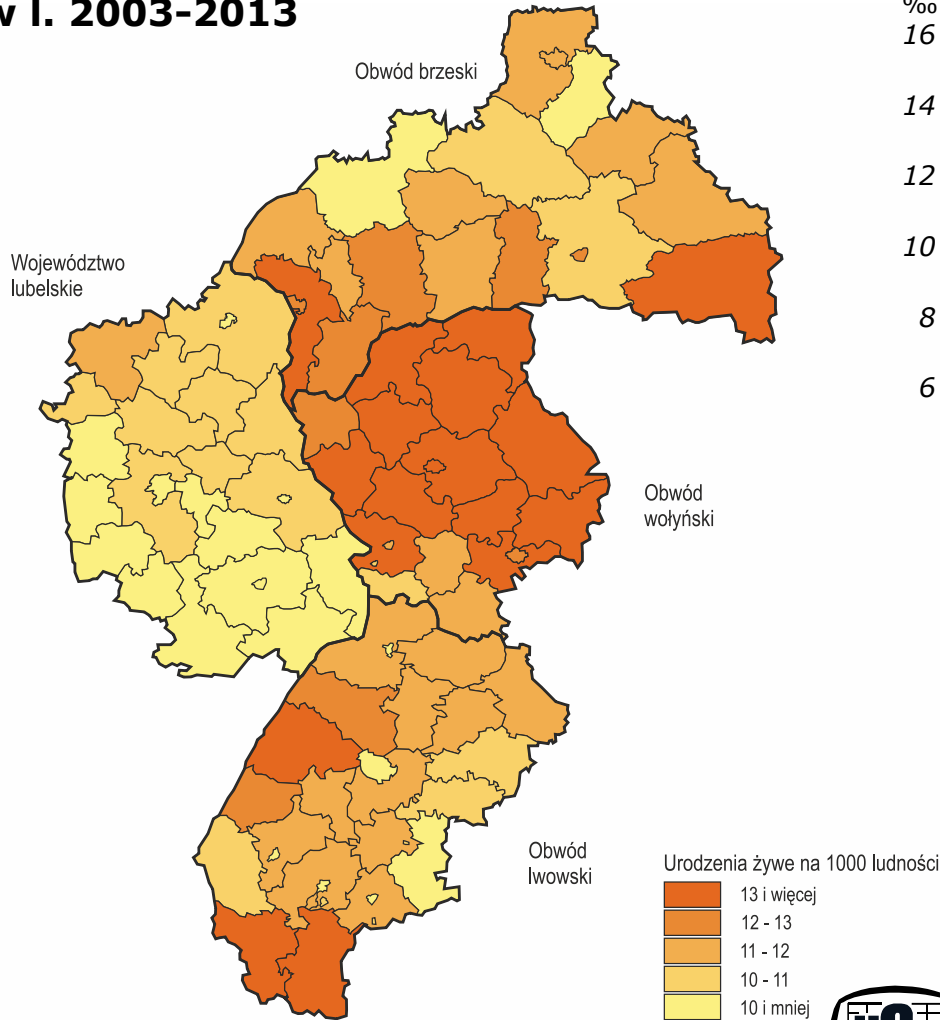 w l. 2003-2013
‰
16
14
12
10
8
6
Obwód brzeski
Województwo
lubelskie
Obwód
wołyński
Obwód
lwowski
Urodzenia żywe na 1000 ludności
13 i więcej
12 - 13
11 - 12
10 - 11
10 i mniej